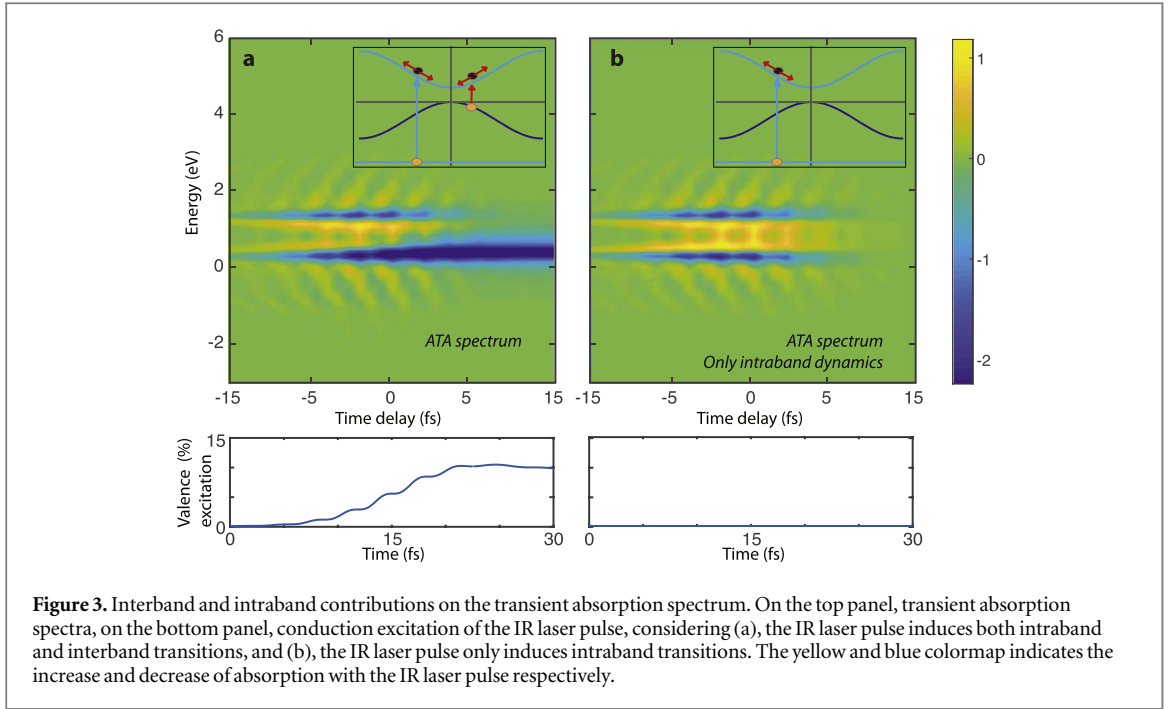 a
b
6
4
2
0
-2
Energy (eV)
ATA spectrum
ATA spectrum
Only intraband dynamics
-15
-5
0
5
15
Time delay (fs)
-15
-5
0
5
15
Time delay (fs)
1
0
-1
-2
Valence (%)
excitation
15
0
0
15
30
Time (fs)
0
15
30
Time (fs)
Figure 3. Interband and intraband contributions on the transient absorption spectrum. On the top panel, transient absorption
spectra, on the bottom panel, conduction excitation of the IR laser pulse, considering (a), the IR laser pulse induces both intraband
and interband transitions, and (b), the IR laser pulse only induces intraband transitions. The yellow and blue colormap indicates the
increase and decrease of absorption with the IR laser pulse respectively.